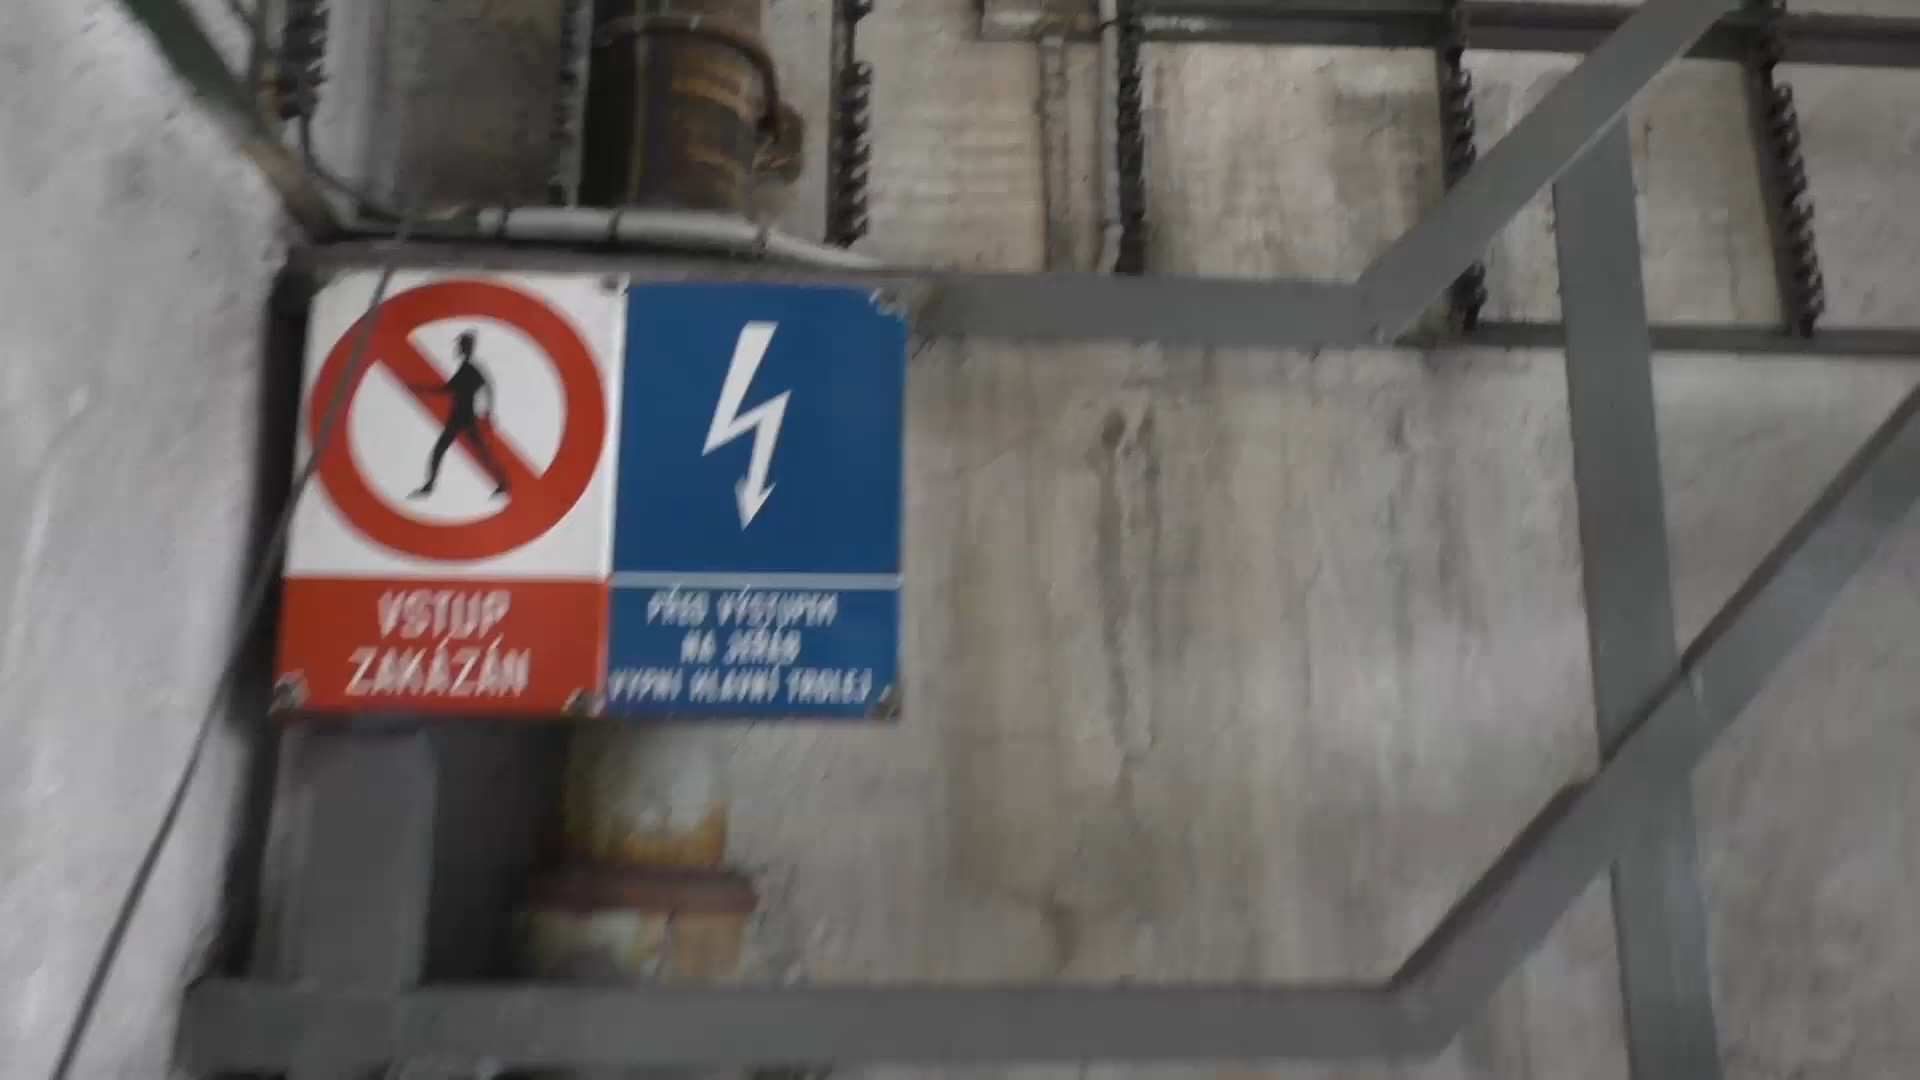 VSTUP
ZAKÁZÁN
PŘED VÝSTUPEM
NA JEŘÁB
VYPNI HLAVNÍ TROLEJ